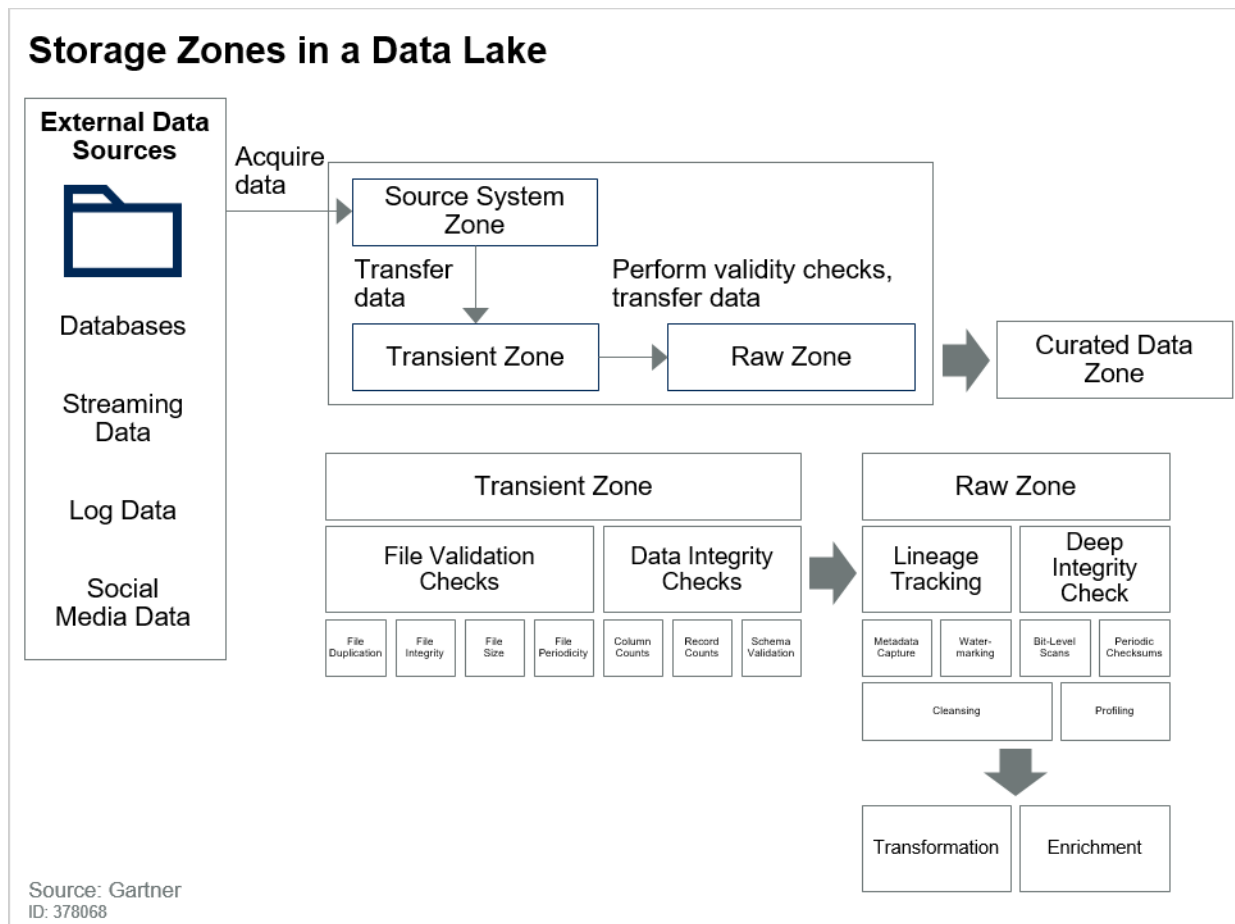 Storage Zones in a Data Lake
External Data
Sources
Databases
Streaming
Data
Log Data
Social
Media Data
Acquire
data
Source System
Zone
Transfer
data
Perform validity checks,
transfer data
Transient Zone
Raw Zone
Curated Data
Zone
Transient Zone
File Validation
Checks
Data Integrity
Checks
File
Duplication
File
Integrity
File
Size
File
Periodicity
Column
Counts
Record
Counts
Schema
Validation
Raw Zone
Lineage
Tracking
Deep
Integrity
Check
Metadata
Capture
Water-
marking
Bit-Level
Scans
Periodic
Checksums
Cleansing
Profiling
Transformation
Enrichment
Source: Gartner
ID: 378068